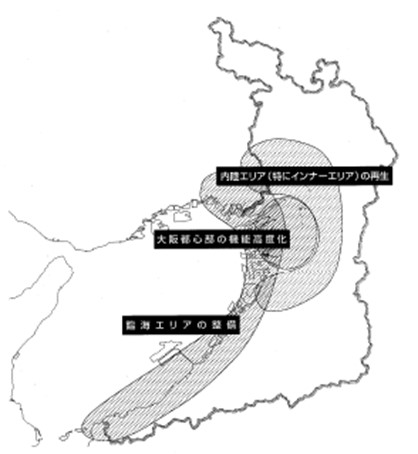 内陸エリア(特にインナーエリア)の再生
大阪都心部の機能高度化
臨海エリアの整備